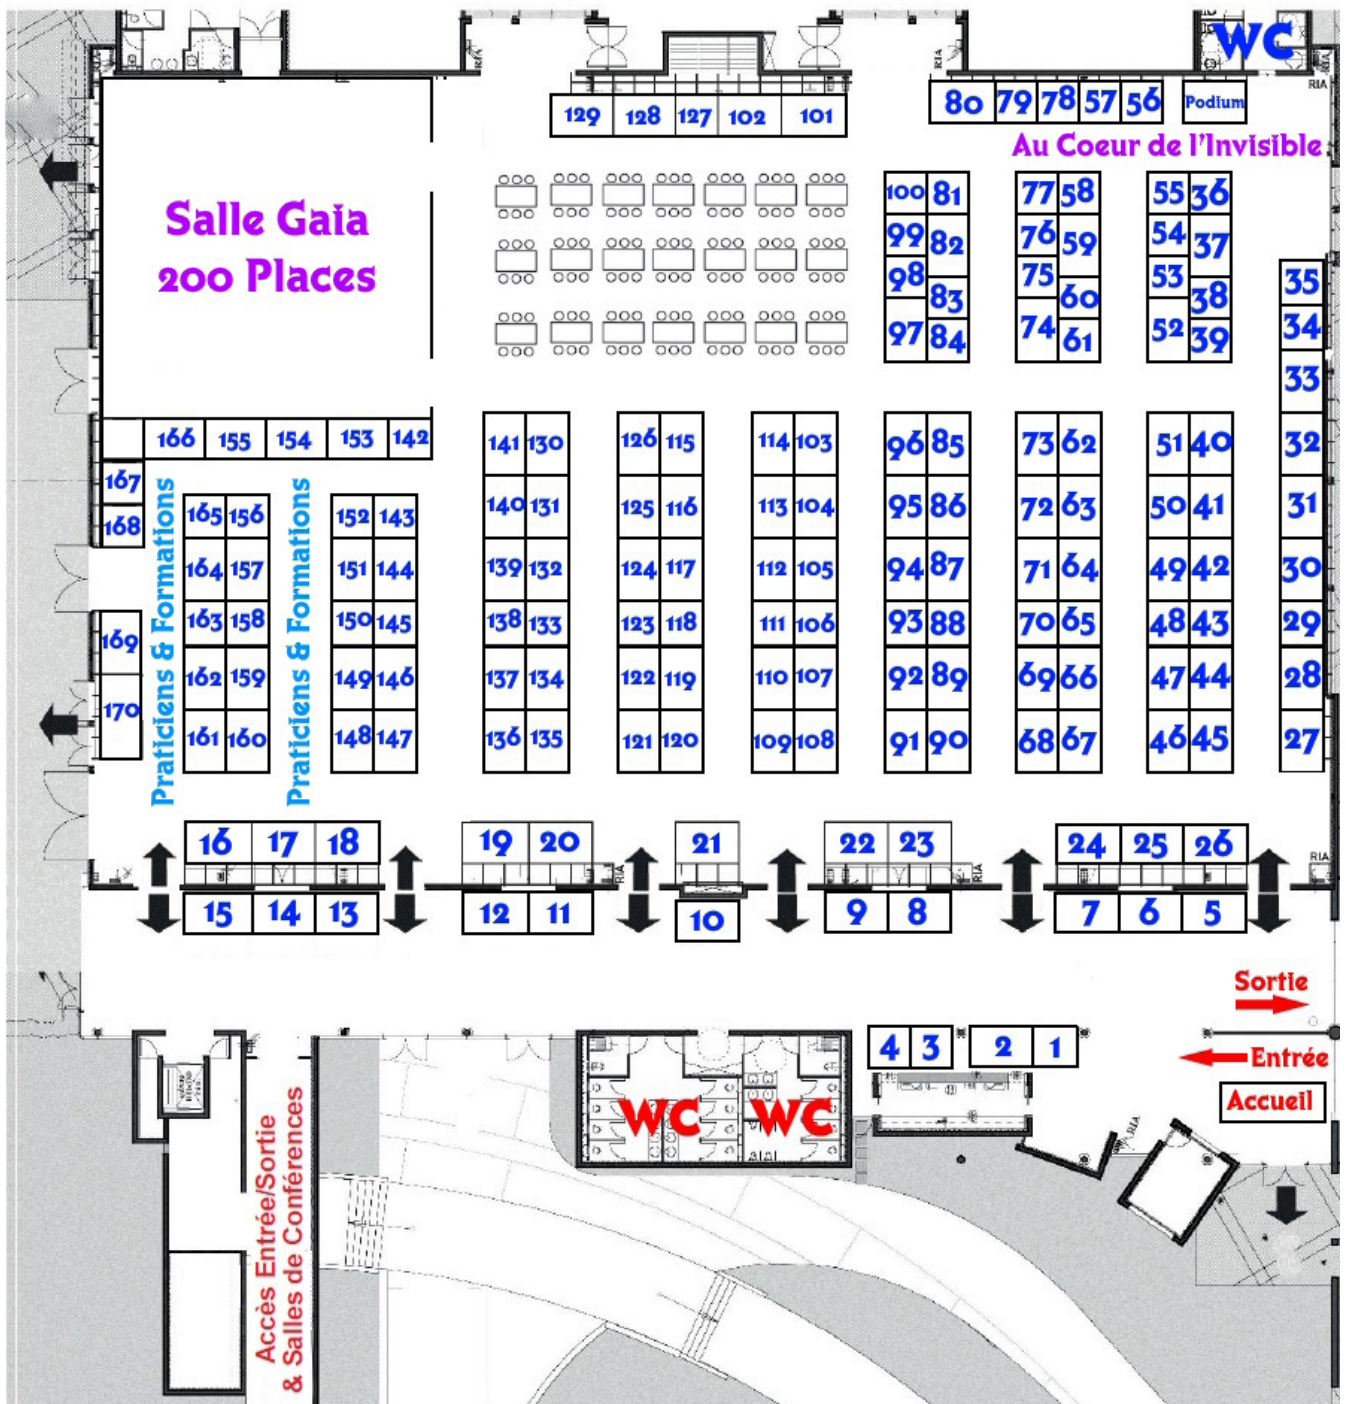 WC
RIA
RIA
RIA
RIA
129 128 127 102 101
80 79 78 57 56 Podium
Au Coeur de l'Invisible
Salle Gaia
200 Places
100 81 77 58 55 36
99 82 76 59 54 37
98 83 75 60 53 38
97 84 74 61 52 39
35
34
33
166 155 154 153 142
141 130 126 115 114 103 96 85 73 62 51 40 32
167
140 131 125 116 113 104 95 86 72 63 50 41 31
168
165 156 152 143
164 157 151 144 139 132 124 117 112 105 94 87 71 64 49 42 30
163 158 150 145 138 133 123 118 111 106 93 88 70 65 48 43 29
169
162 159 149 146 137 134 122 119 110 107 92 89 69 66 47 44 28
170
161 160 148 147 136 135 121 120 109 108 91 90 68 67 46 45 27
Praticiens & Formations
Praticiens & Formations
16 17 18 19 20 21 22 23 24 25 26
RIA
RIA
RIA
15 14 13 12 11 10 9 8 7 6 5
Sortie
4 3 2 1
Entrée
Accueil
WC WC
RIA
Accès Entrée/Sortie
& Salles de Conférences